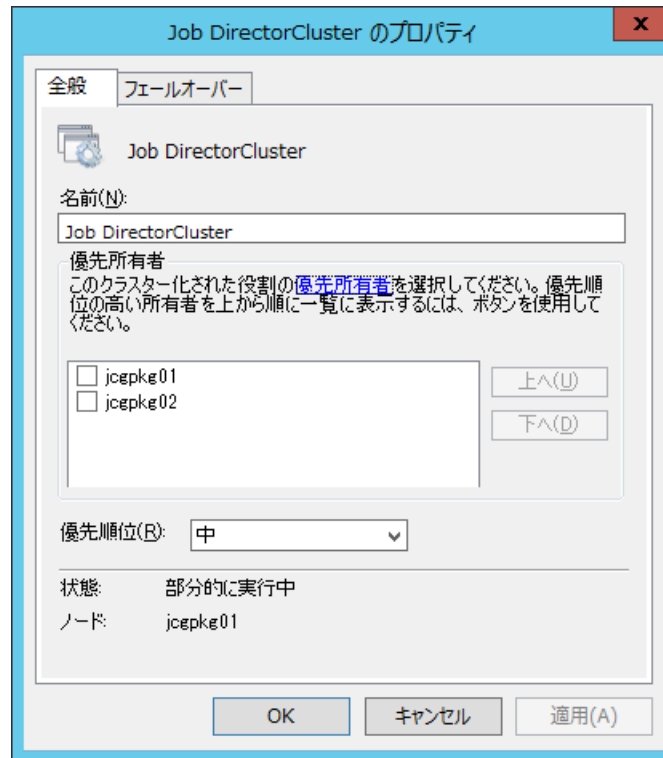 Job DirectorCluster のプロパティ
x
全般
フェールオーバー
Job DirectorCluster
名前(N):
Job DirectorCluster
優先所有者
このクラスター化された役割の優先所有者を選択してください。優先順
位の高い所有者を上から順に一覧に表示するには、ボタンを使用して
ください。
jcgpkg01
jcgpkg02
上へ(U)
下へ(D)
優先順位(R): 中
状態: 部分的に実行中
ノード: jcgpkg01
OK
キャンセル
適用(A)